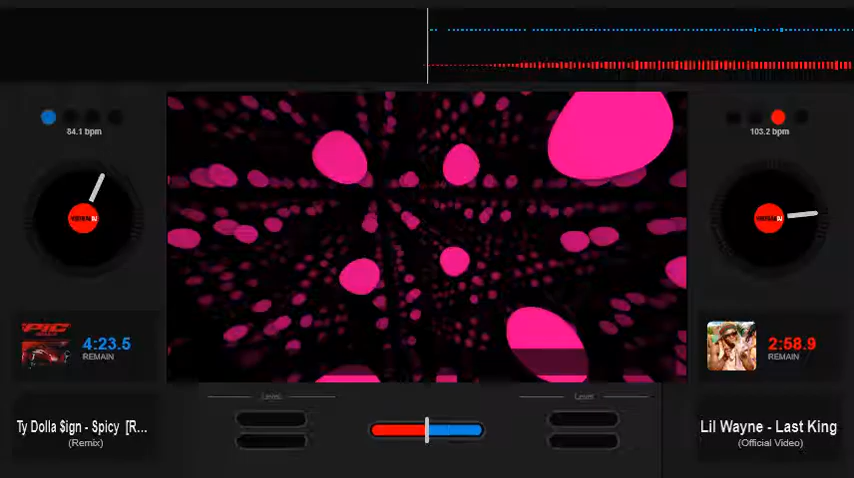 84.1 bpm
103.2 bpm
4:23.5
REMAIN
2:58.9
REMAIN
Ty Dolla $ign - Spicy [R...
(Remix)
Lil Wayne - Last King
(Official Video)